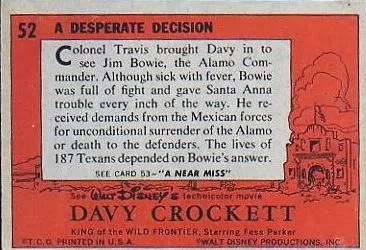 52 A DESPERATE DECISION
Colonel Travis brought Davy in to
see Jim Bowie, the Alamo Com-
mander. Although sick with fever, Bowie
was full of fight and gave Santa Anna
trouble every inch of the way. He re-
ceived demands from the Mexican forces
for unconditional surrender of the Alamo
or death to the defenders. The lives of
187 Texans depended on Bowie's answer.
SEE CARD 53—"A NEAR MISS"
See Walt Disney's technicolor movie
DAVY CROCKETT
KING of the WILD FRONTIER, Starring Fess Parker
©T.C.G. PRINTED IN U.S.A. ©WALT DISNEY PRODUCTIONS, INC.